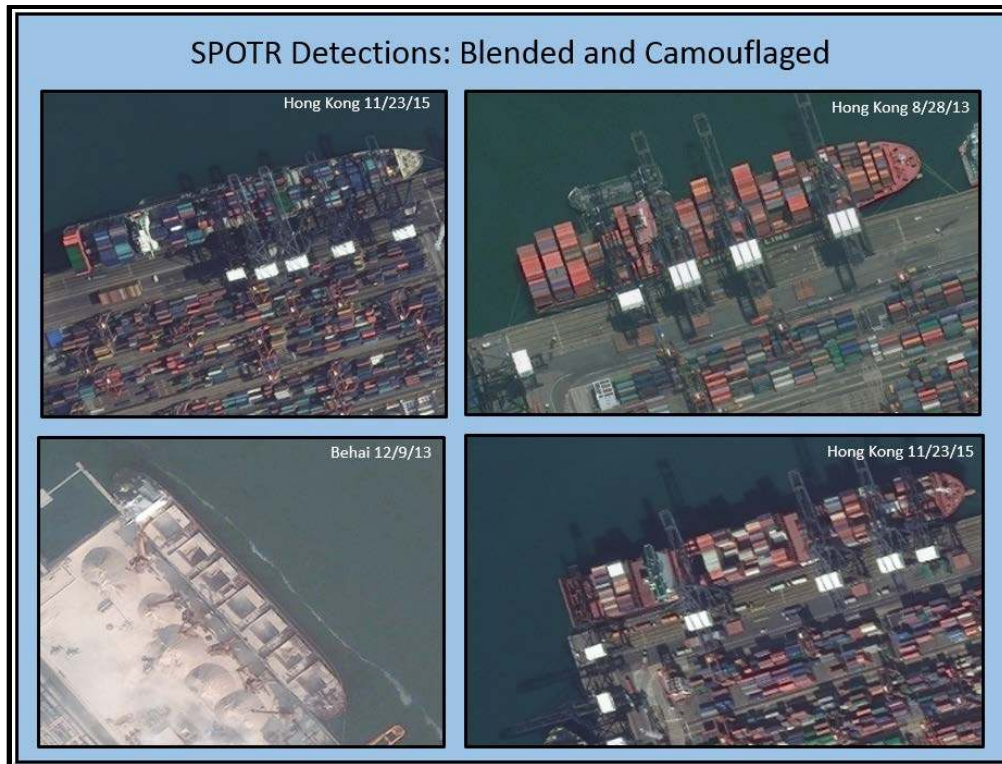 SPOTR Detections: Blended and Camouflaged
Hong Kong 11/23/15
Hong Kong 8/28/13
LINE
Behai 12/9/13
Hong Kong 11/23/15